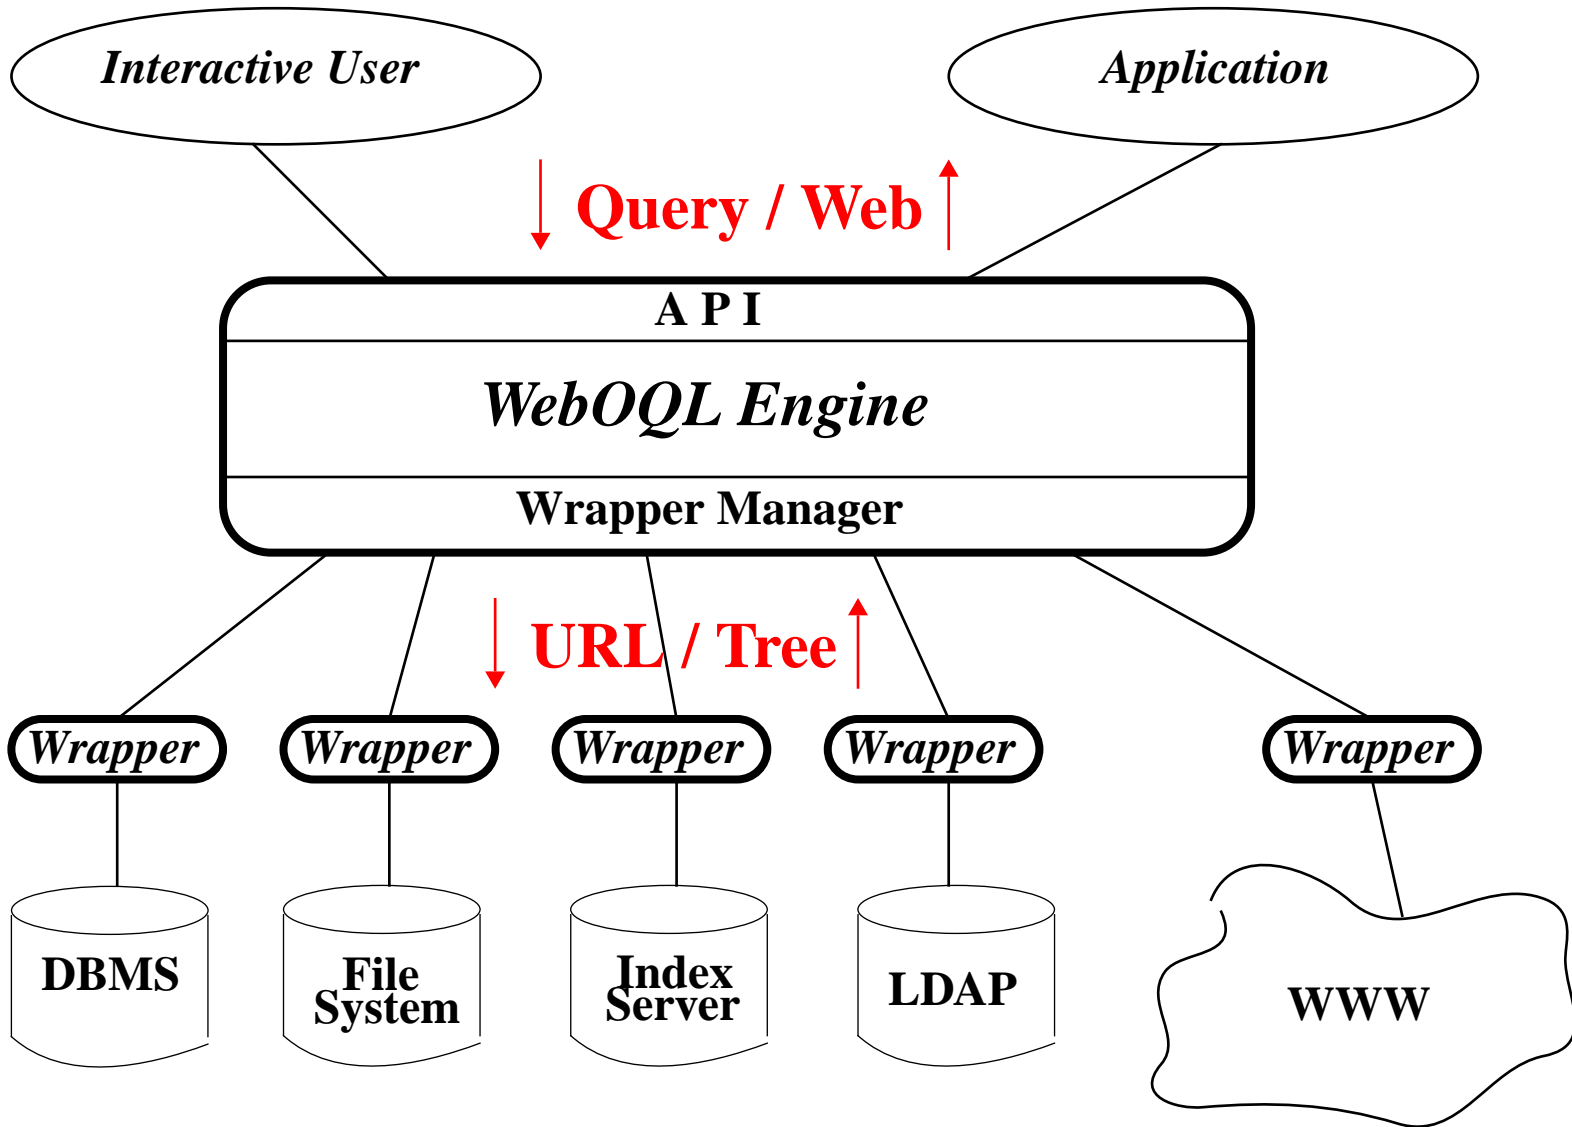 Interactive User
Application
Query / Web
A P I
WebOQL Engine
Wrapper Manager
URL / Tree
Wrapper
Wrapper
Wrapper
Wrapper
Wrapper
DBMS
File
System
Index
Server
LDAP
WWW